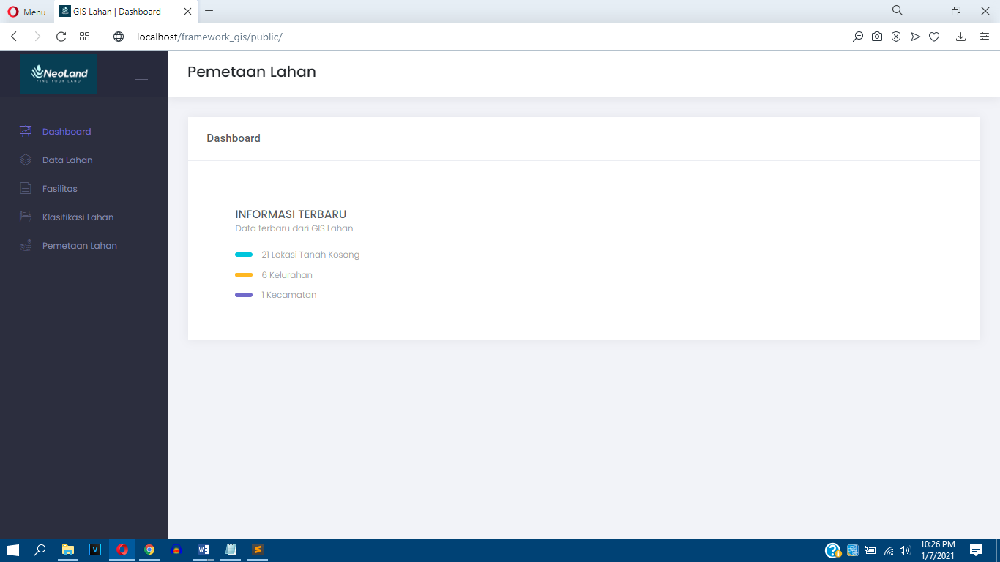 Menu
GIS Lahan | Dashboard
localhost/framework_gis/public/
NeoLand
FIND YOUR LAND
Pemetaan Lahan
Dashboard
Data Lahan
Fasilitas
Klasifikasi Lahan
Pemetaan Lahan
Dashboard
INFORMASI TERBARU
Data terbaru dari GIS Lahan
21 Lokasi Tanah Kosong
6 Kelurahan
1 Kecamatan
10:26 PM
1/7/2021